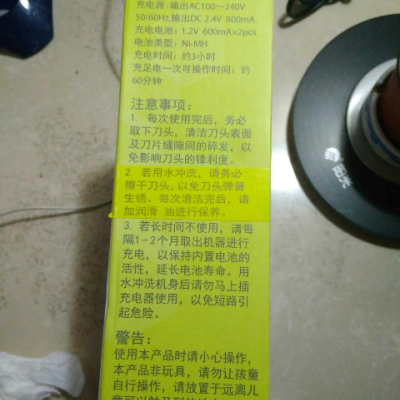 充电器: 输出AC100～240V
50/60Hz,输出DC 2.4V 800mA
充电电池: 1.2V 600mA×2pcs
电池类型: Ni-MH
充电时间: 约3小时
充足电一次可操作时间: 约
60分钟
注意事项:
1. 每次使用完后, 务必
取下刀头, 清洁刀头表面
及刀片缝隙间的碎发, 以
免影响刀头的锋利度。
2. 若用水冲洗, 请务必
擦干刀头, 以免刀头弹簧
生锈。每次清洁完后, 请
加润滑 油进行保养。
3. 若长时间不使用, 请每
隔1-2个月取出机器进行
充电, 以保持内置电池的
活性, 延长电池寿命。用
水冲洗机身后请勿马上插
充电器使用, 以免短路引
起危险。
警告:
使用本产品时请小心操作,
本产品非玩具, 请勿让孩童
自行操作, 请放置于远离儿